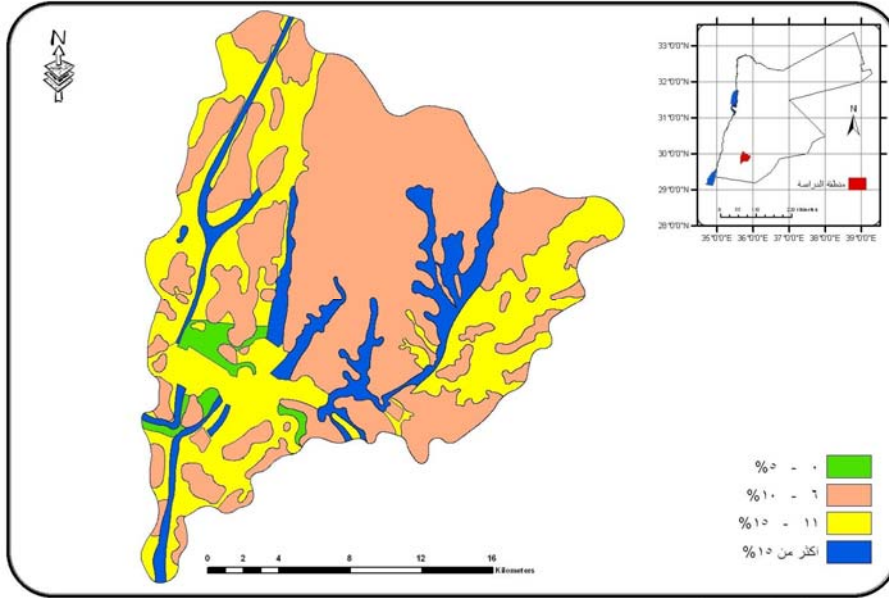 N
33°0'0"N
32°0'0"N
31°0'0"N
30°0'0"N
29°0'0"N
28°0'0"N
N
منطقة الدراسة
35°0'0"E 36°0'0"E 37°0'0"E 38°0'0"E 39°0'0"E
٠ - ٥%
٦ - ١٠%
١١ - ١٥%
اكثر من ١٥%
0 2 4 8 12 16
Kilometers